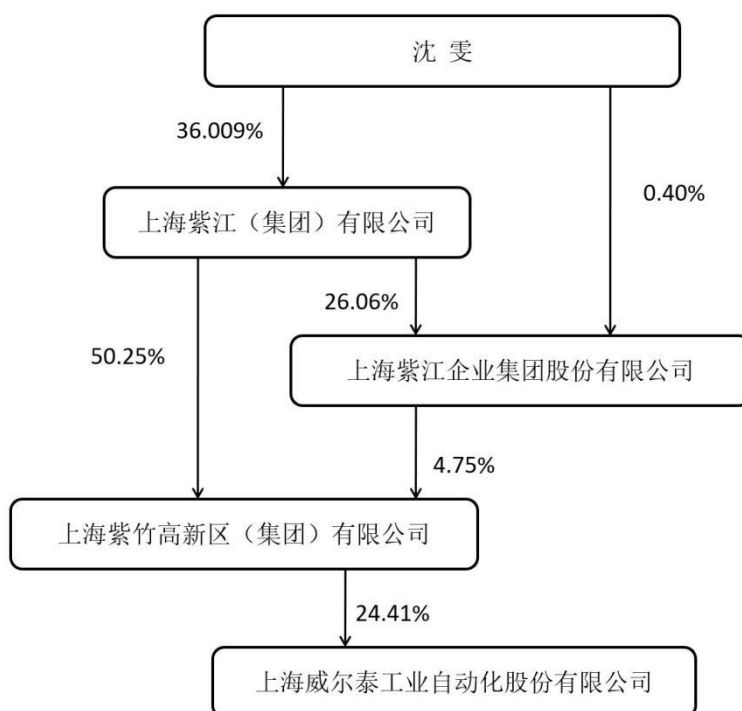 沈 雯
36.009%
0.40%
上海紫江（集团）有限公司
26.06%
50.25%
上海紫江企业集团股份有限公司
4.75%
上海紫竹高新区（集团）有限公司
24.41%
上海威尔泰工业自动化股份有限公司